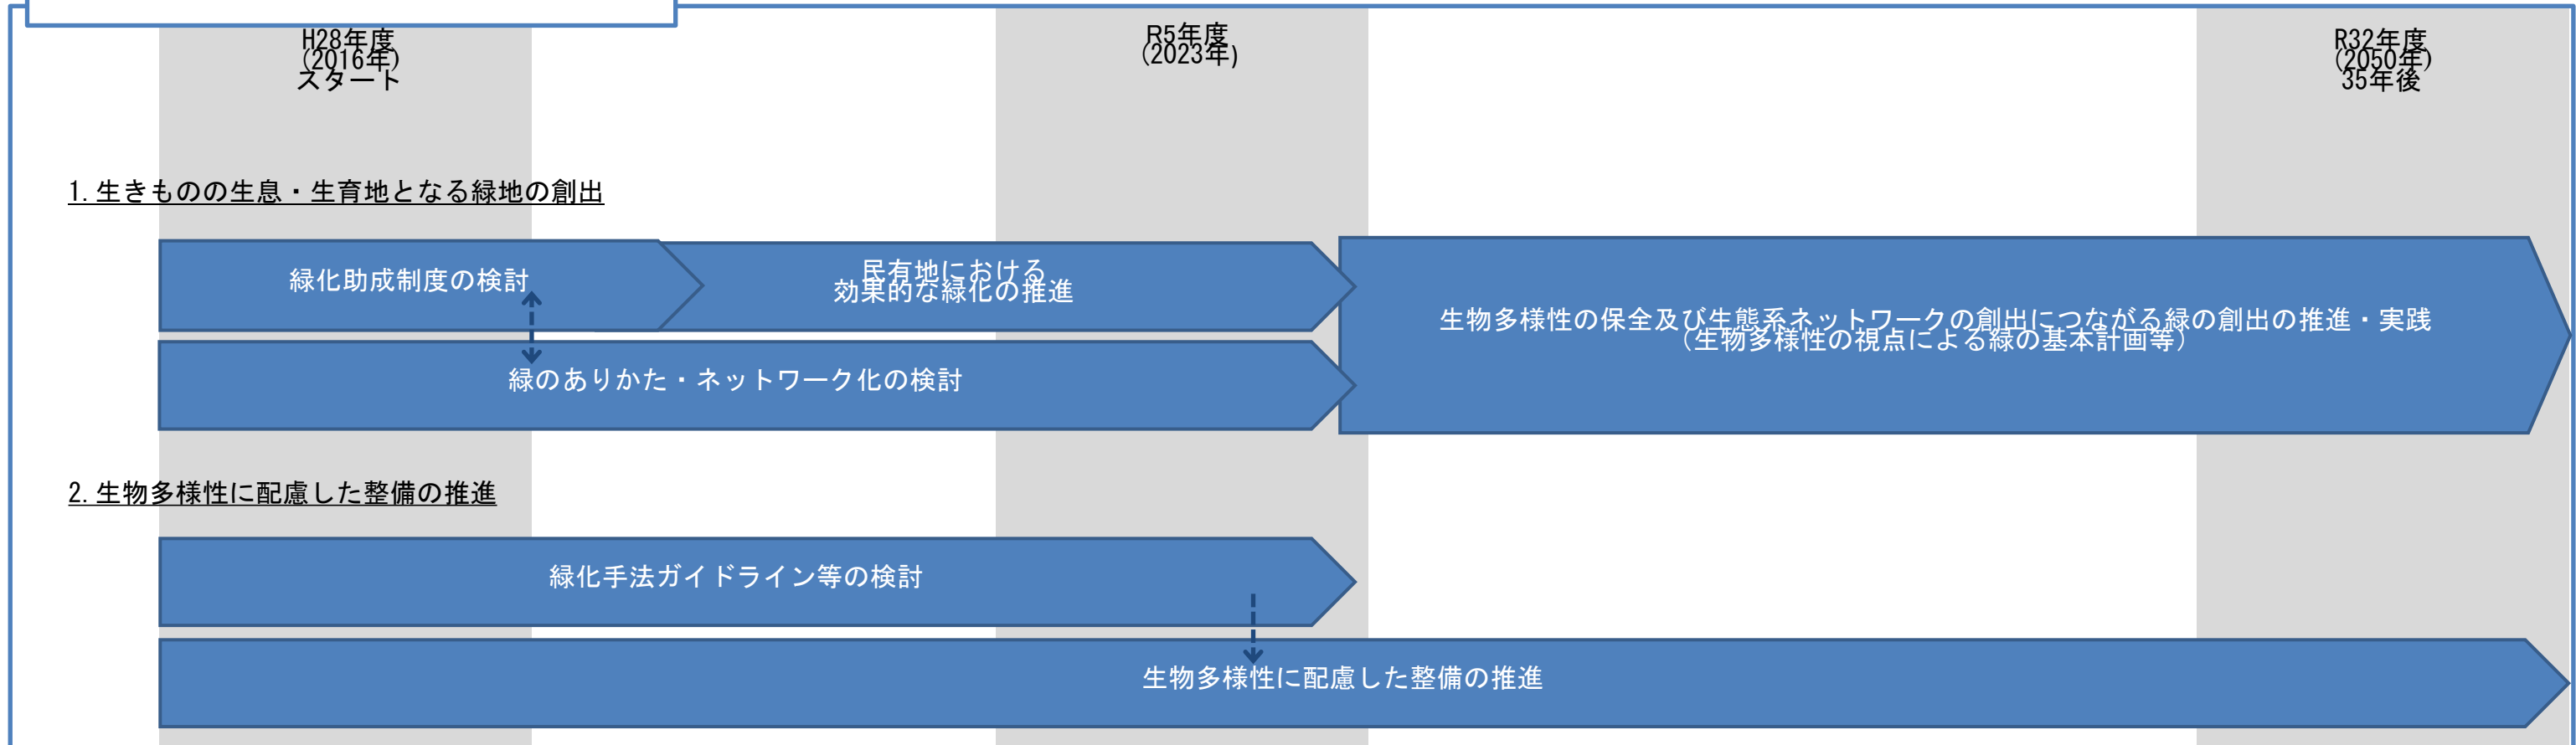 H28年度
(2016年)
スタート
R5年度
(2023年)
R32年度
(2050年)
35年後
1.生きものの生息・生育地となる緑地の創出
緑化助成制度の検討
民有地における
効果的な緑化の推進
生物多様性の保全及び生態系ネットワークの創出につながる緑の創出の推進・実践
（生物多様性の視点による緑の基本計画等）
緑のありかた・ネットワーク化の検討
2.生物多様性に配慮した整備の推進
緑化手法ガイドライン等の検討
生物多様性に配慮した整備の推進